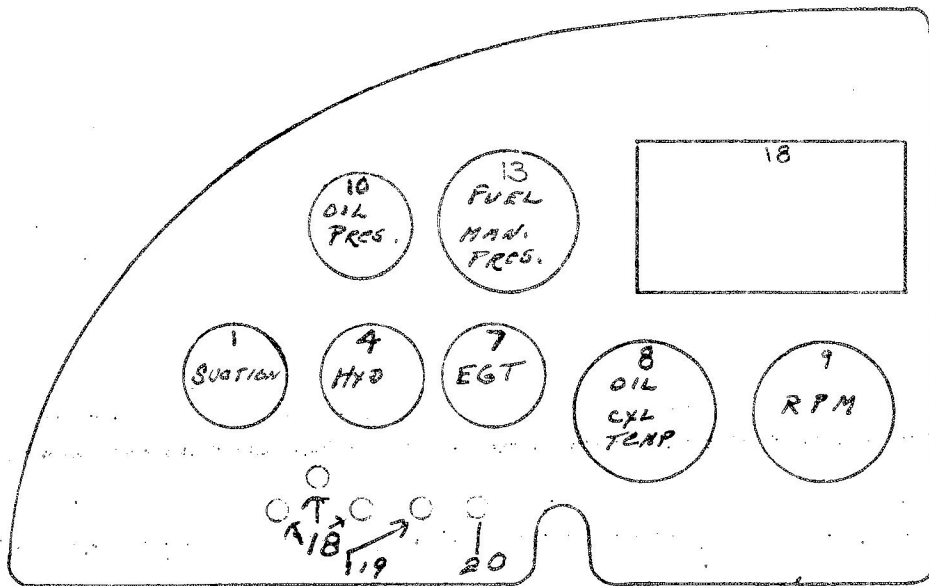 18
10
OIL
PRES.
13
FUEL
MAN.
PRES.
1
SUCTION
4
HYD
7
EGT
8
OIL
CYL
TEMP.
9
RPM
18
19
20